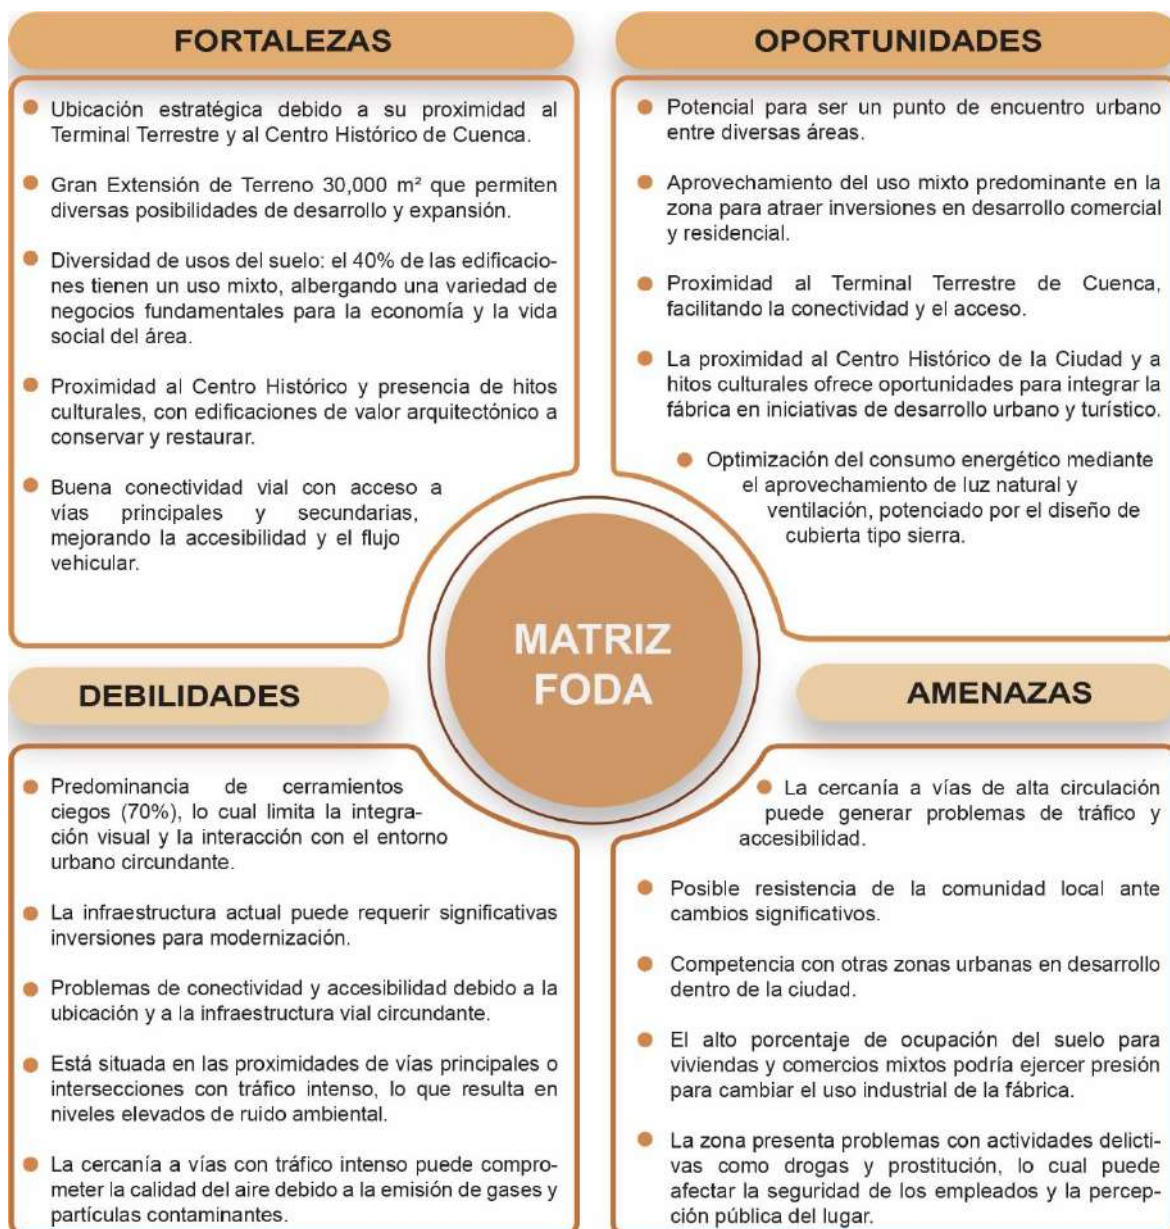 FORTALEZAS
Ubicación estratégica debido a su proximidad al
Terminal Terrestre y al Centro Histórico de Cuenca.
Gran Extensión de Terreno 30,000 m² que permiten
diversas posibilidades de desarrollo y expansión.
Diversidad de usos del suelo: el 40% de las edificacio-
nes tienen un uso mixto, albergando una variedad de
negocios fundamentales para la economía y la vida
social del área.
Proximidad al Centro Histórico y presencia de hitos
culturales, con edificaciones de valor arquitectónico a
conservar y restaurar.
Buena conectividad vial con acceso a
vías principales y secundarias,
mejorando la accesibilidad y el flujo
vehicular.
OPORTUNIDADES
Potencial para ser un punto de encuentro urbano
entre diversas áreas.
Aprovechamiento del uso mixto predominante en la
zona para atraer inversiones en desarrollo comercial
y residencial.
Proximidad al Terminal Terrestre de Cuenca,
facilitando la conectividad y el acceso.
La proximidad al Centro Histórico de la Ciudad y a
hitos culturales ofrece oportunidades para integrar la
fábrica en iniciativas de desarrollo urbano y turístico.
Optimización del consumo energético mediante
el aprovechamiento de luz natural y
ventilación, potenciado por el diseño de
cubierta tipo sierra.
MATRIZ
FODA
DEBILIDADES
Predominancia de cerramientos
ciegos (70%), lo cual limita la integra-
ción visual y la interacción con el entorno
urbano circundante.
La infraestructura actual puede requerir significativas
inversiones para modernización.
Problemas de conectividad y accesibilidad debido a la
ubicación y a la infraestructura vial circundante.
Está situada en las proximidades de vías principales o
intersecciones con tráfico intenso, lo que resulta en
niveles elevados de ruido ambiental.
La cercanía a vías con tráfico intenso puede compro-
meter la calidad del aire debido a la emisión de gases y
partículas contaminantes.
AMENAZAS
La cercanía a vías de alta circulación
puede generar problemas de tráfico y
accesibilidad.
Posible resistencia de la comunidad local ante
cambios significativos.
Competencia con otras zonas urbanas en desarrollo
dentro de la ciudad.
El alto porcentaje de ocupación del suelo para
viviendas y comercios mixtos podría ejercer presión
para cambiar el uso industrial de la fábrica.
La zona presenta problemas con actividades delicti-
vas como drogas y prostitución, lo cual puede
afectar la seguridad de los empleados y la percep-
ción pública del lugar.